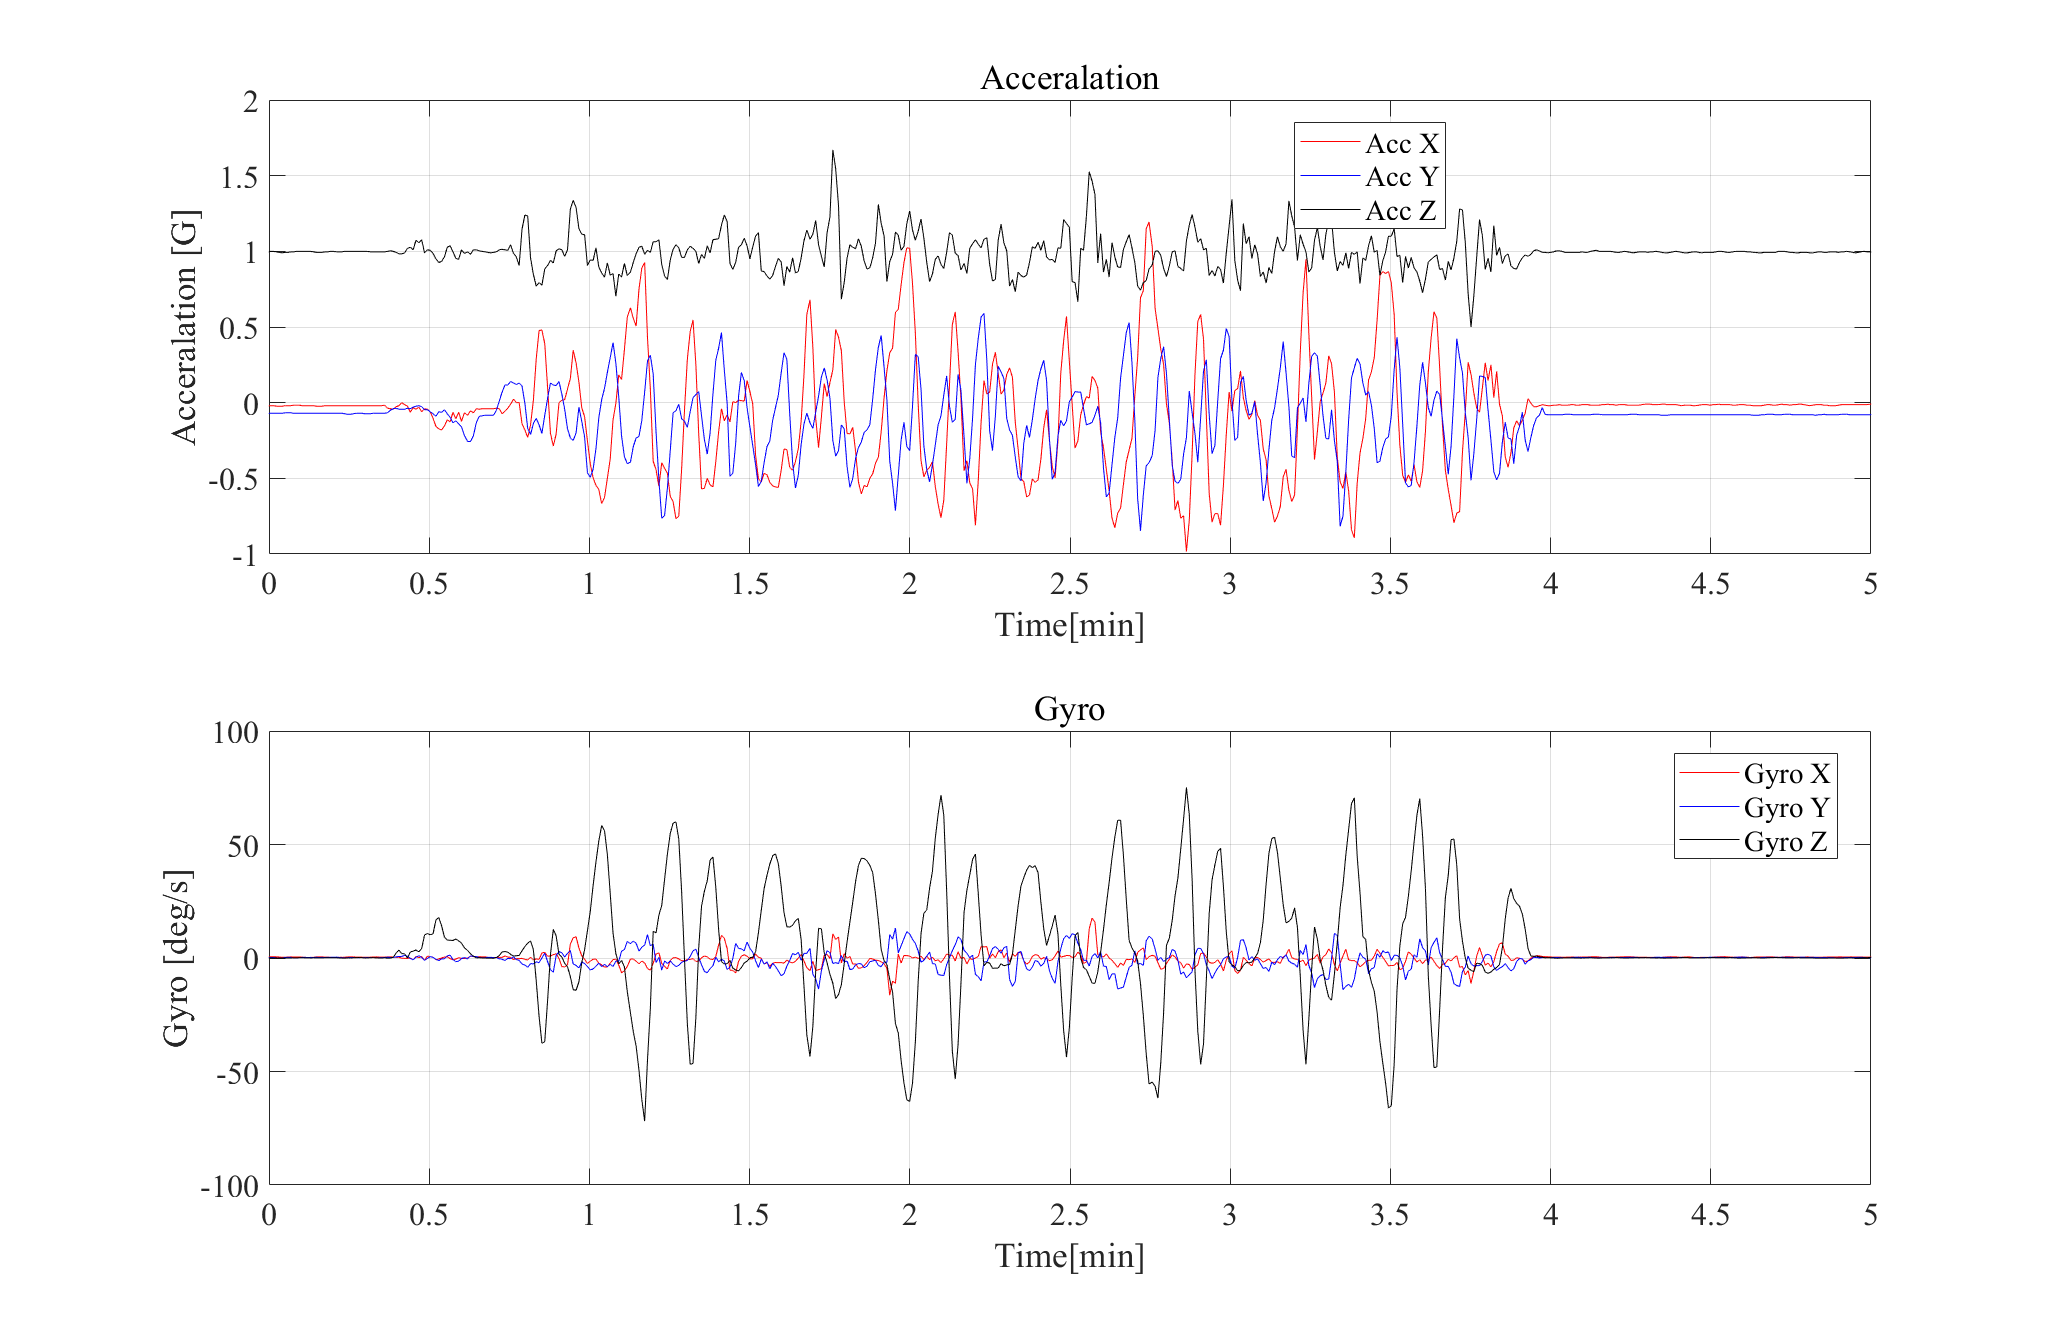 Acceralation
Acceralation [G]
2
1.5
1
0.5
0
-0.5
-1
Acc X
Acc Y
Acc Z
0 0.5 1 1.5 2 2.5 3 3.5 4 4.5 5
Time[min]
Gyro
Gyro [deg/s]
100
50
0
-50
-100
Gyro X
Gyro Y
Gyro Z
0 0.5 1 1.5 2 2.5 3 3.5 4 4.5 5
Time[min]